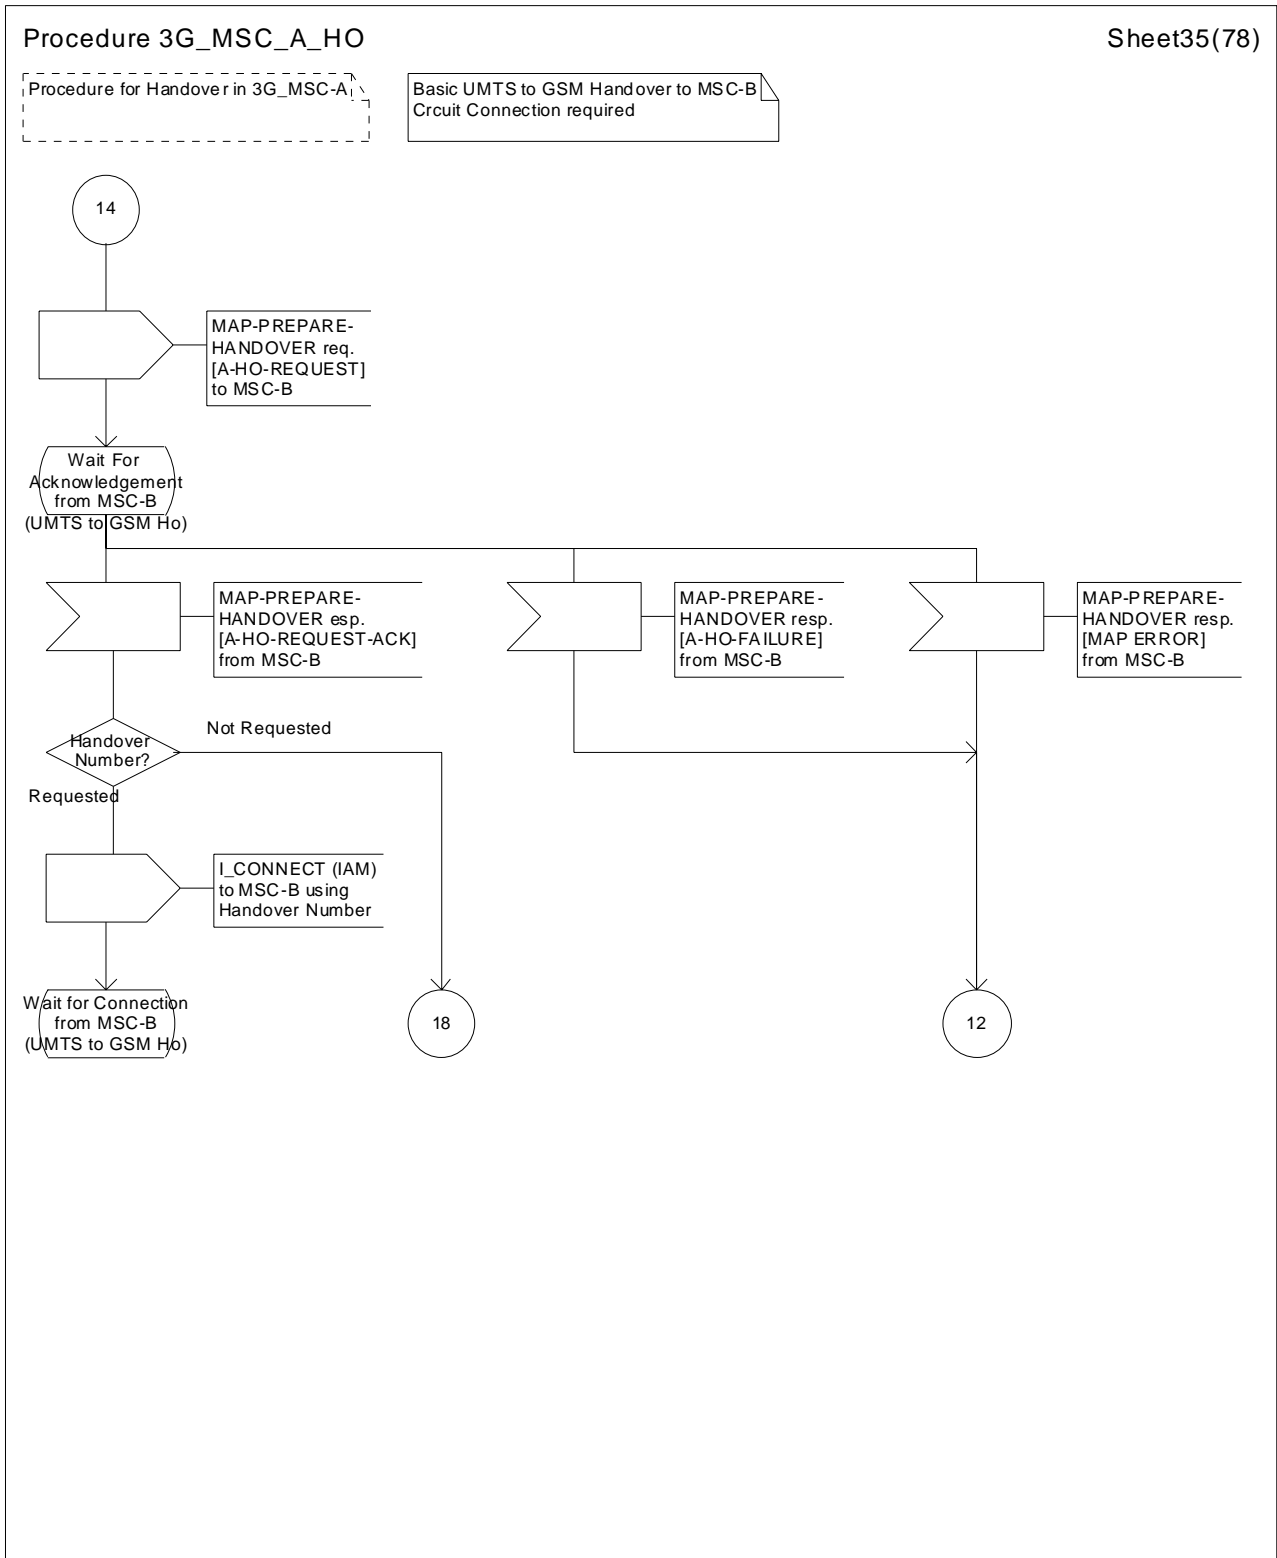 Procedure 3G_MSC_A_HO
Sheet35(78)
Procedure for Handover in 3G_MSC-A
Basic UMTS to GSM Handover to MSC-B
Crcuit Connection required
14
MAP-PREPARE-
HANDOVER req.
[A-HO-REQUEST]
to MSC-B
Wait For
Acknowledgement
from MSC-B
(UMTS to GSM Ho)
MAP-PREPARE-
HANDOVER esp.
[A-HO-REQUEST-ACK]
from MSC-B
MAP-PREPARE-
HANDOVER resp.
[A-HO-FAILURE]
from MSC-B
MAP-PREPARE-
HANDOVER resp.
[MAP ERROR]
from MSC-B
Not Requested
Handover
Number?
Requested
I_CONNECT (IAM)
to MSC-B using
Handover Number
Wait for Connection
from MSC-B
(UMTS to GSM Ho)
18
12